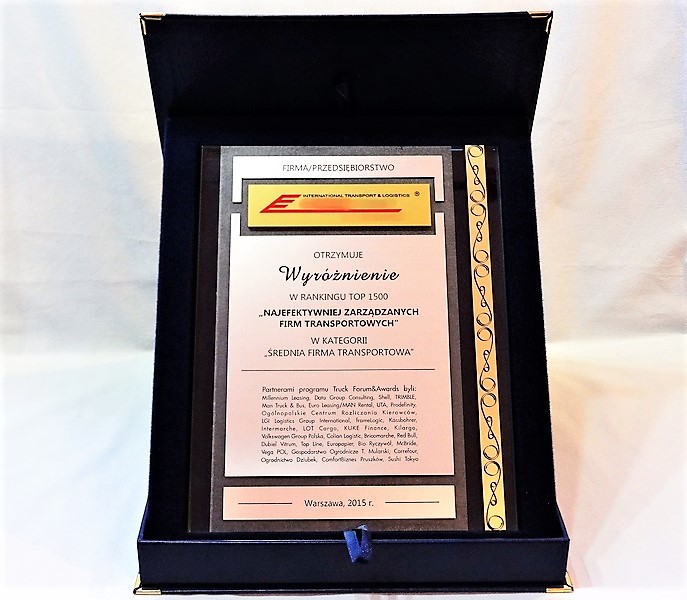 FIRMA/PRZEDSIĘBIORSTWO
INTERNATIONAL TRANSPORT & LOGISTICS ®
OTRZYMUJE
Wyróżnienie
W RANKINGU TOP 1500
„NAJEFEKTYWNIEJ ZARZĄDZANYCH
FIRM TRANSPORTOWYCH"
W KATEGORII
„ŚREDNIA FIRMA TRANSPORTOWA"
Partnerami programu Truck Forum&Awards byli:
Millennium Leasing, Data Group Consulting, Shell, TRIMBLE,
Man Truck & Bus, Euro Leasing/MAN Rental, UTA, Prodefinity,
Ogólnopolskie Centrum Rozliczania Kierowców,
LGI Logistics Group International, frameLogic, Kässbohrer,
Intermarche, LOT Cargo, KUKE Finance, Kilargo,
Volkswagen Group Polska, Colian Logistic, Bricomarche, Red Bull,
Dubiel Vitrum, Top Line, Europapier, Bio Ryczywół, McBride,
Vega POL, Gospodarstwo Ogrodnicze T. Mularski, Carrefour,
Ogrodnictwo Dziubek, ComfortBiznes Pruszków, Sushi Tokyo
Warszawa, 2015 r.